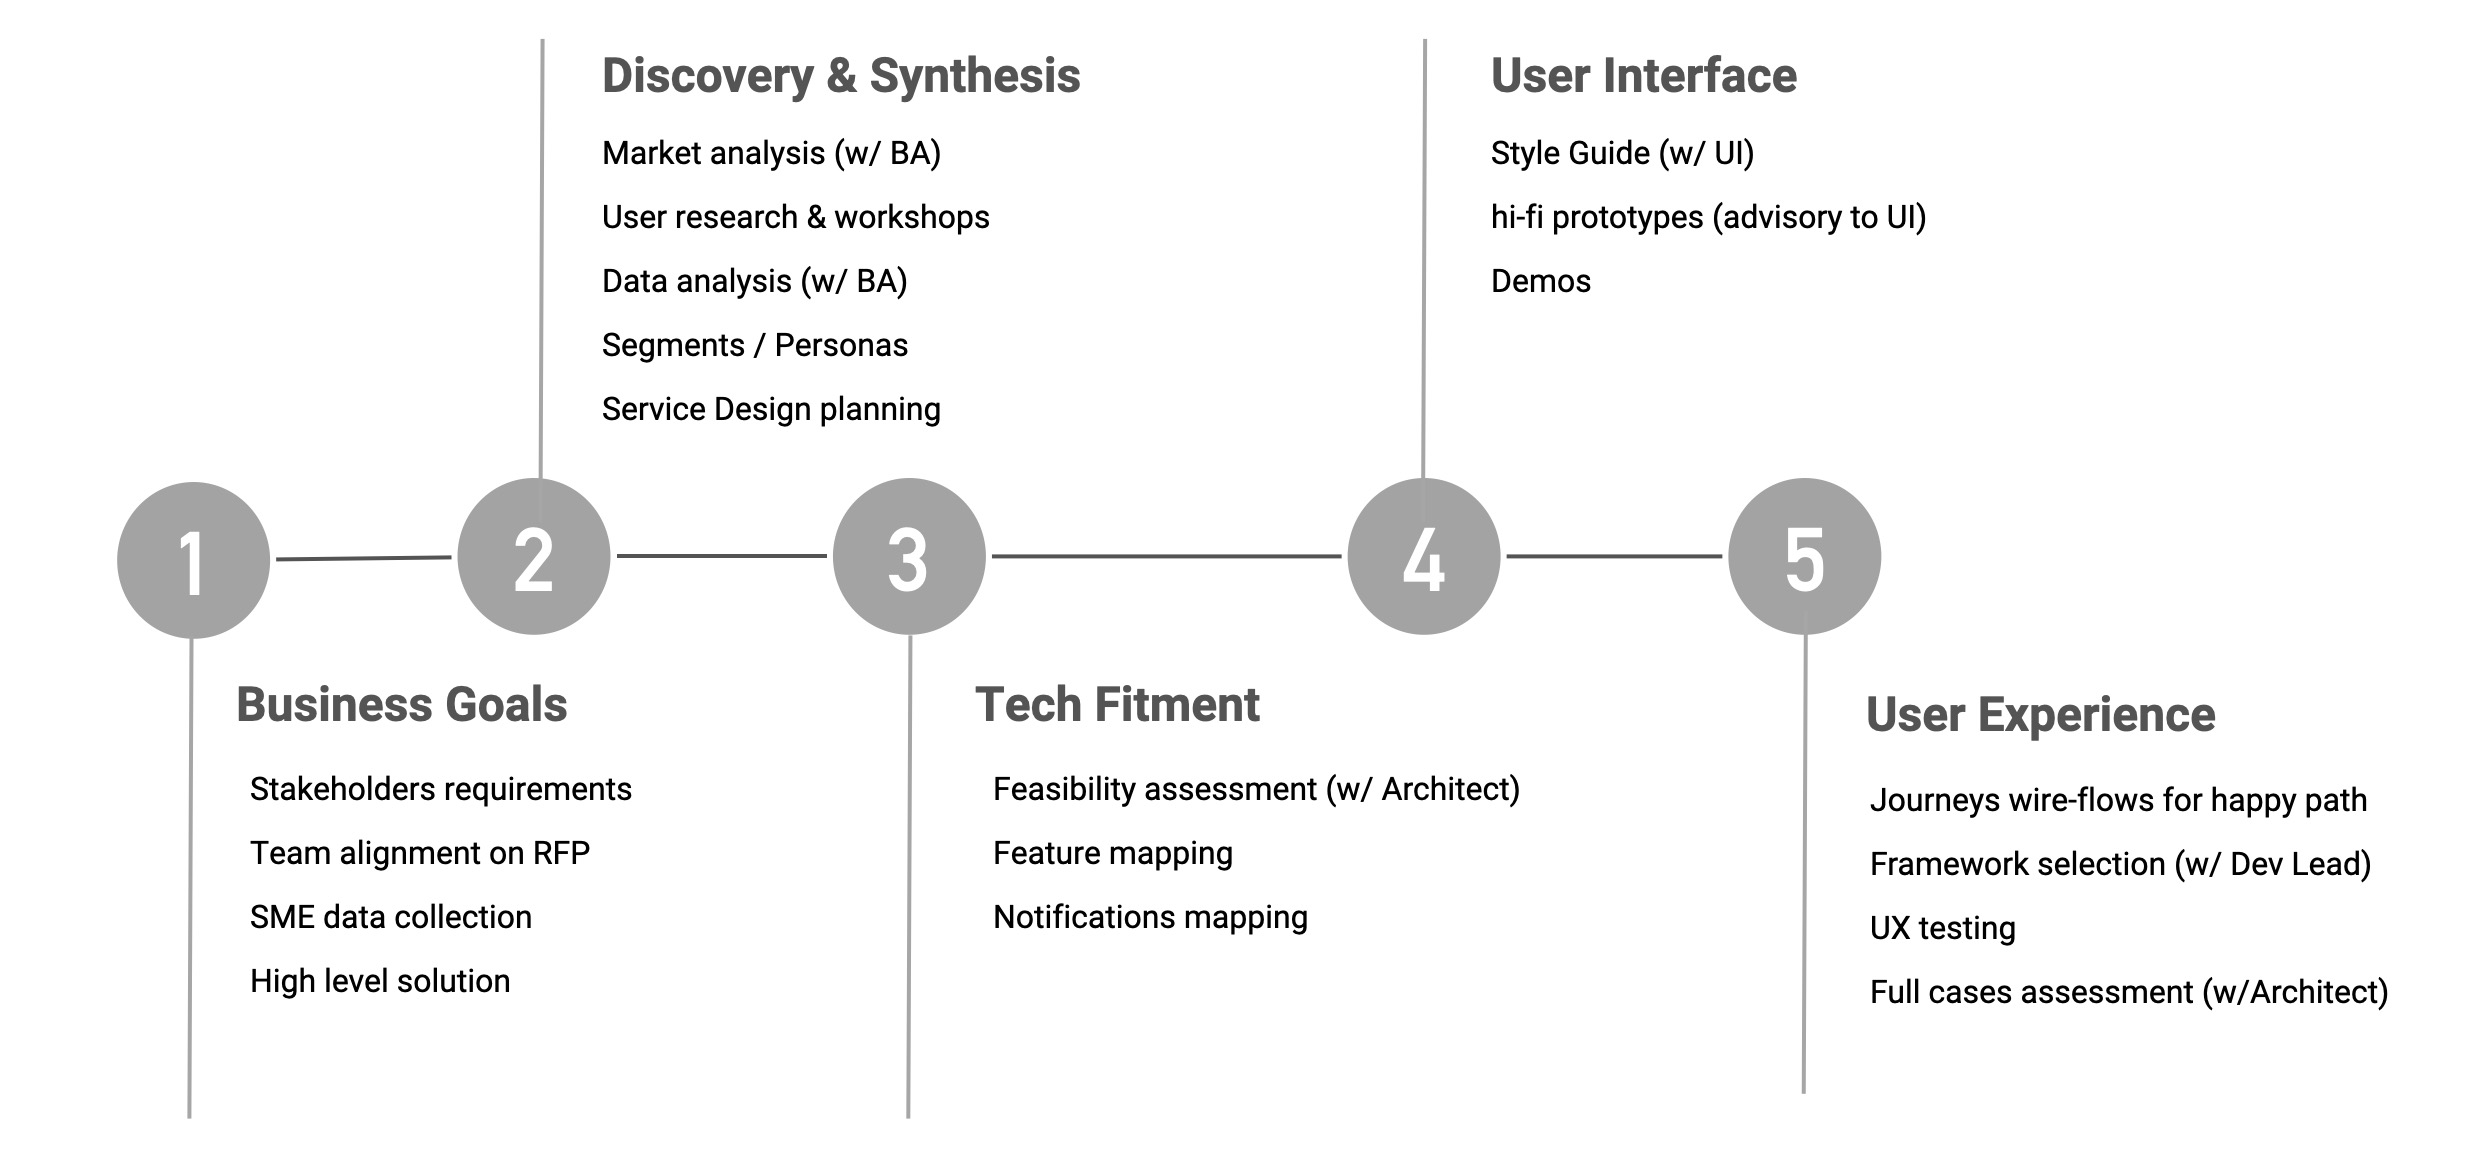 Discovery & Synthesis
Market analysis (w/ BA)
User research & workshops
Data analysis (w/ BA)
Segments / Personas
Service Design planning
User Interface
Style Guide (w/ UI)
hi-fi prototypes (advisory to UI)
Demos
1
2
3
4
5
Business Goals
Stakeholders requirements
Team alignment on RFP
SME data collection
High level solution
Tech Fitment
Feasibility assessment (w/ Architect)
Feature mapping
Notifications mapping
User Experience
Journeys wire-flows for happy path
Framework selection (w/ Dev Lead)
UX testing
Full cases assessment (w/Architect)